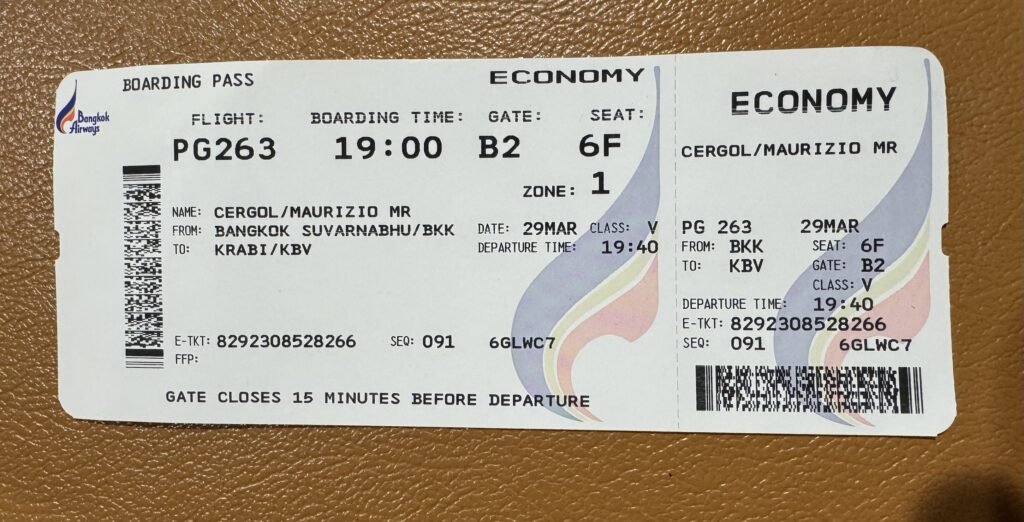 BOARDING PASS
ECONOMY
Bangkok
Airways
FLIGHT: BOARDING TIME: GATE: SEAT:
PG263 19:00 B2 6F
ZONE: 1
NAME: CERGOL/MAURIZIO MR
FROM: BANGKOK SUVARNABHU/BKK DATE: 29MAR CLASS: V
TO: KRABI/KBV DEPARTURE TIME: 19:40
E-TKT: 8292308528266 SEQ: 091 6GLWC7
FFP:
GATE CLOSES 15 MINUTES BEFORE DEPARTURE
ECONOMY
CERGOL/MAURIZIO MR
PG 263 29MAR
FROM: BKK SEAT: 6F
TO: KBV GATE: B2
CLASS: V
DEPARTURE TIME: 19:40
E-TKT: 8292308528266
SEQ: 091 6GLWC7